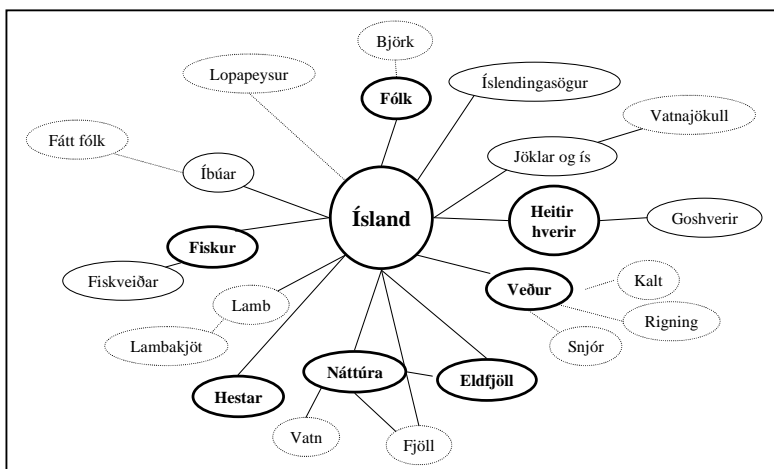 Björk
Lopapeysur
Fólk
Íslendingasögur
Vatnajökull
Fátt fólk
Íbúar
Jöklar og ís
Ísland
Heitir
hverir
Goshverir
Fiskur
Fiskveiðar
Veður
Kalt
Lamb
Rigning
Lambakjöt
Snjór
Náttúra
Eldfjöll
Hestar
Vatn
Fjöll